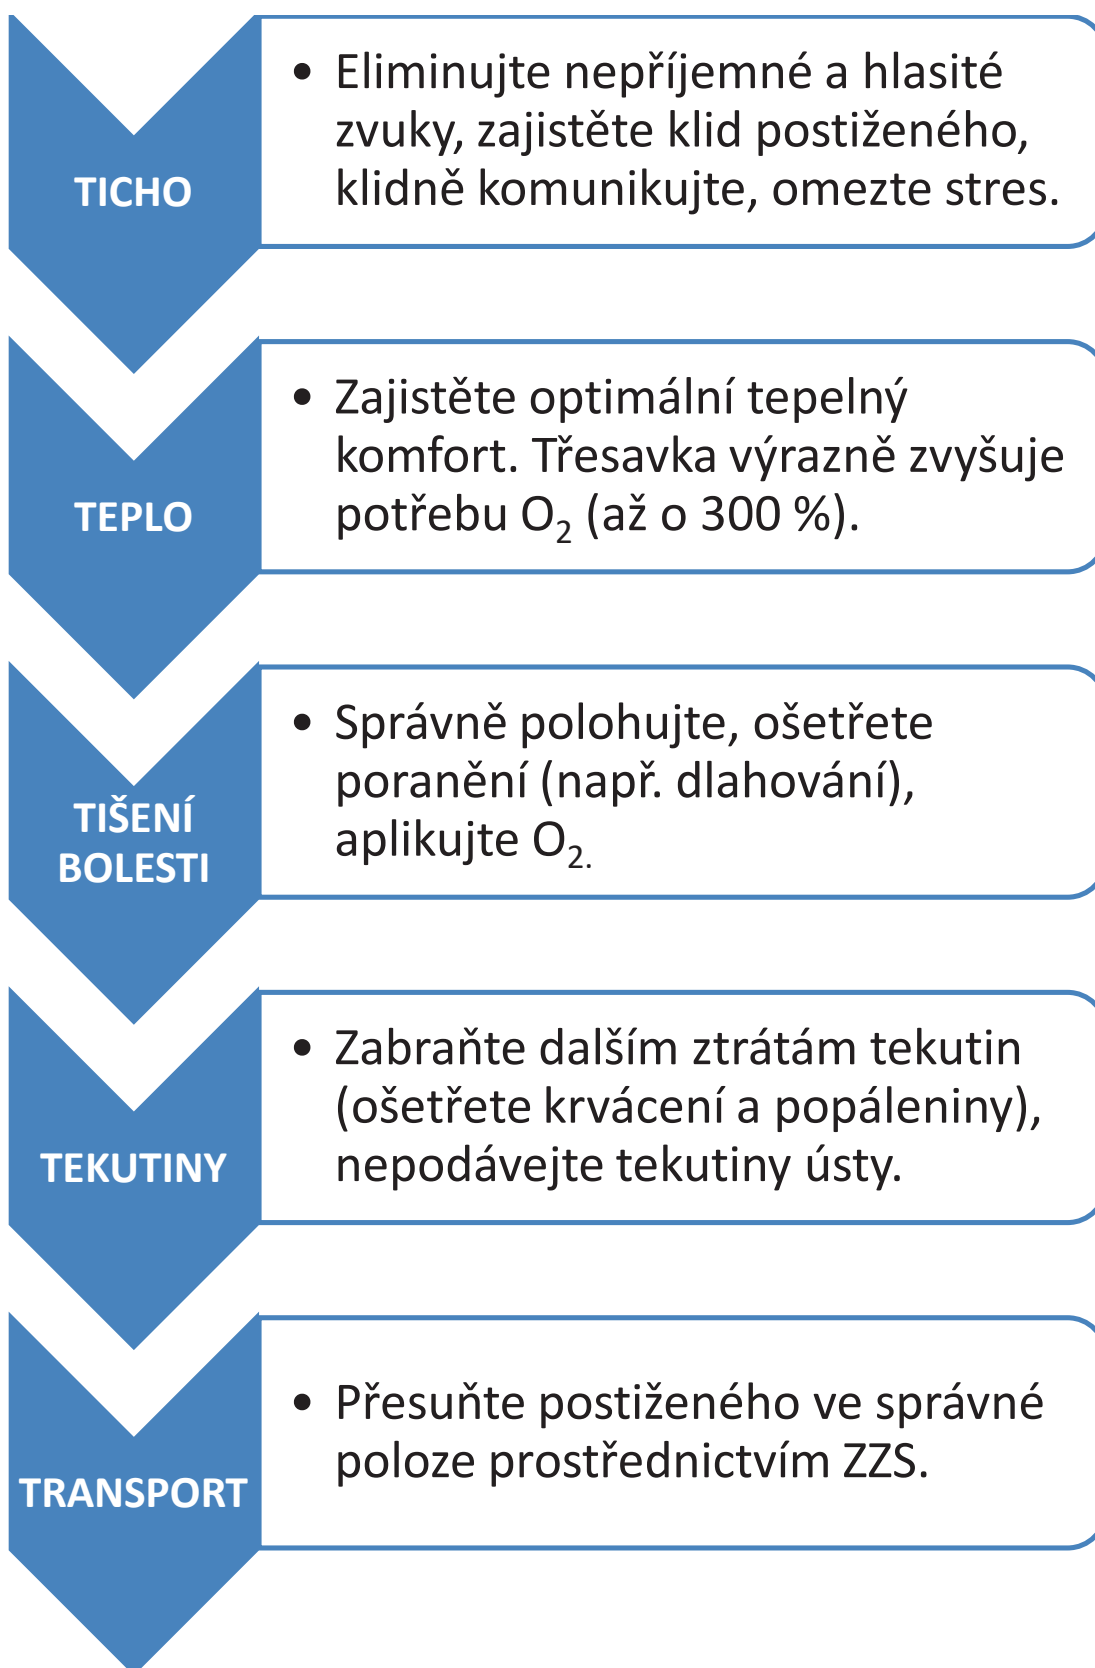 TICHO
• Eliminujte nepříjemné a hlasité
zvuky, zajistěte klid postiženého,
klidně komunikujte, omezte stres.
TEPLO
• Zajistěte optimální tepelný
komfort. Třesavka výrazně zvyšuje
potřebu O₂ (až o 300 %).
TIŠENÍ
BOLESTI
• Správně polohujte, ošetřete
poranění (např. dlahování),
aplikujte O₂.
TEKUTINY
• Zabraňte dalším ztrátám tekutin
(ošetřete krvácení a popáleniny),
nepodávejte tekutiny ústy.
TRANSPORT
• Přesuňte postiženého ve správné
poloze prostřednictvím ZZS.